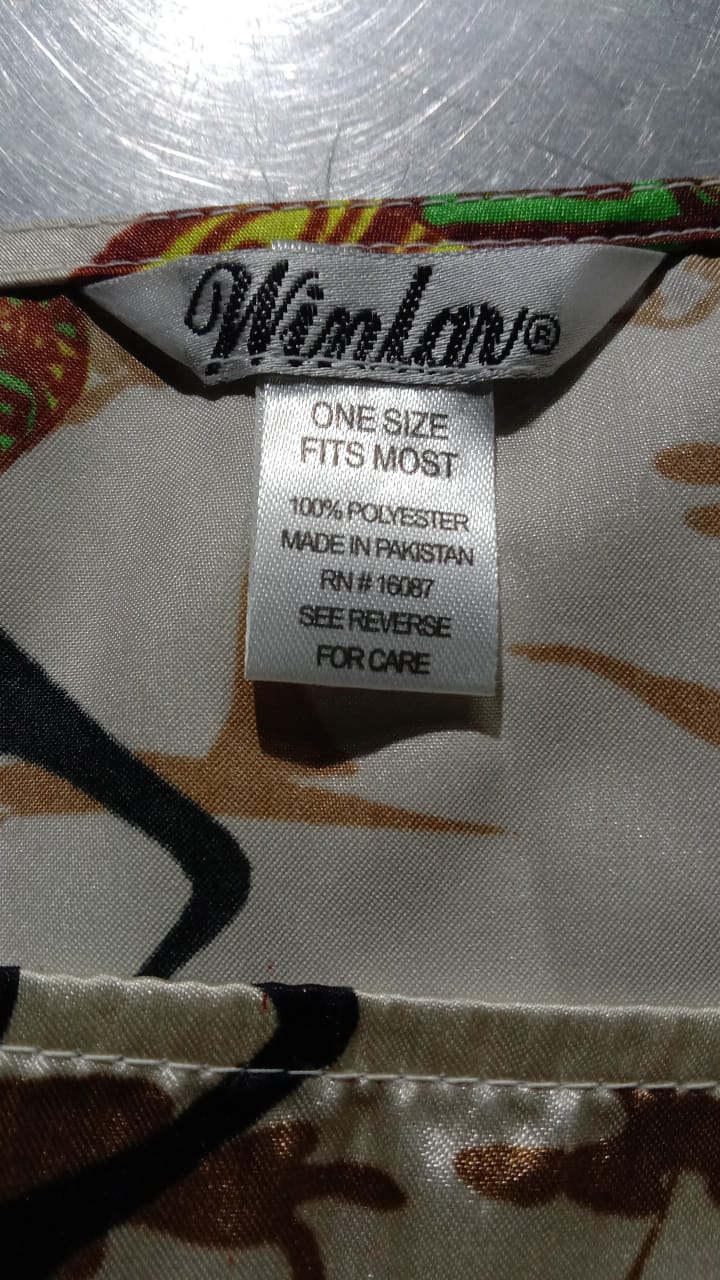 Winlar®
ONE SIZE
FITS MOST
100% POLYESTER
MADE IN PAKISTAN
RN # 16087
SEE REVERSE
FOR CARE